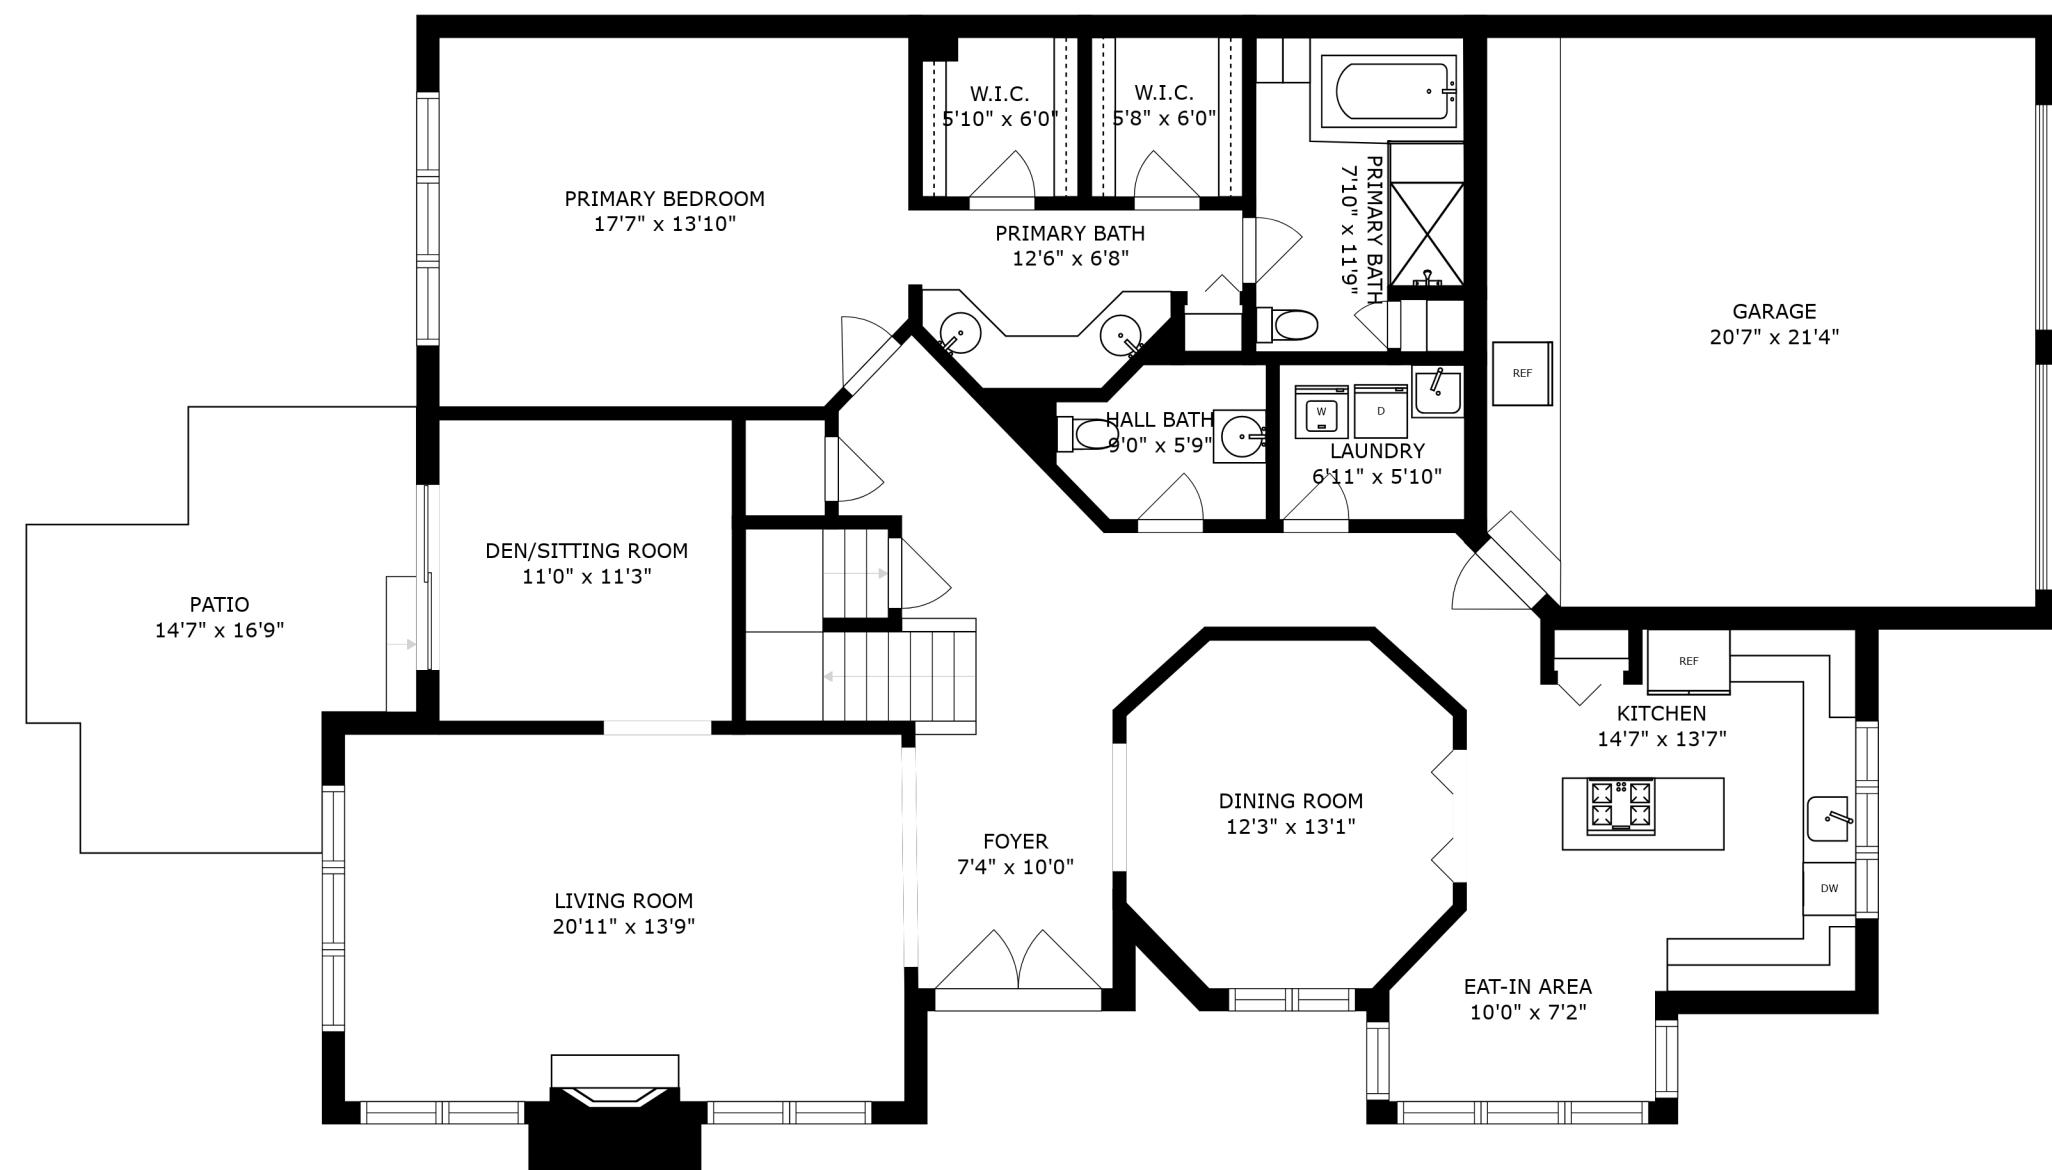 W.I.C.
5'10" x 6'0"
W.I.C.
5'8" x 6'0"
PRIMARY BEDROOM
17'7" x 13'10"
PRIMARY BATH
12'6" x 6'8"
PRIMARY BATH
7'10" x 11'9"
GARAGE
20'7" x 21'4"
REF
W
D
HALL BATH
9'0" x 5'9"
LAUNDRY
6'11" x 5'10"
DEN/SITTING ROOM
11'0" x 11'3"
PATIO
14'7" x 16'9"
REF
KITCHEN
14'7" x 13'7"
DINING ROOM
12'3" x 13'1"
FOYER
7'4" x 10'0"
DW
LIVING ROOM
20'11" x 13'9"
EAT-IN AREA
10'0" x 7'2"